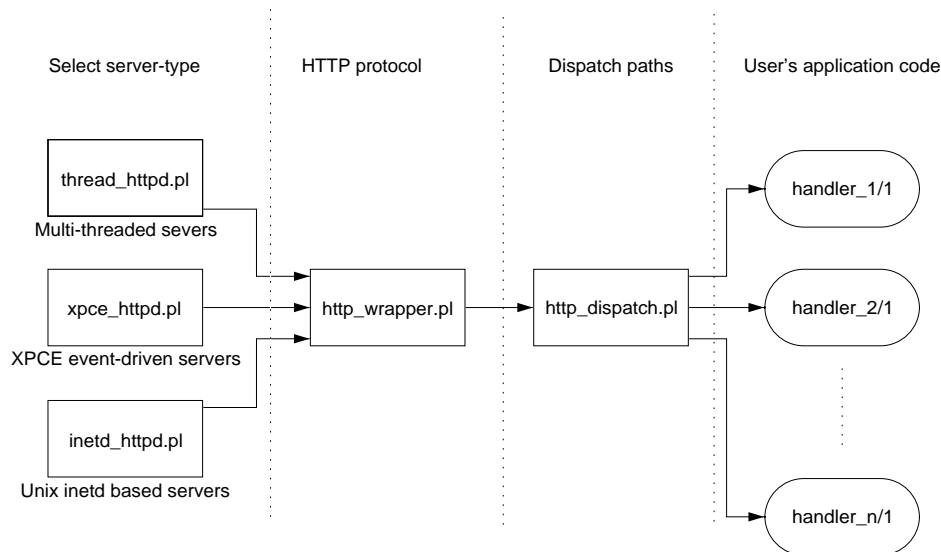 Select server-type
HTTP protocol
Dispatch paths
User's application code
thread_httpd.pl
Multi-threaded severs
xpce_httpd.pl
XPCE event-driven servers
inetd_httpd.pl
Unix inetd based servers
http_wrapper.pl
http_dispatch.pl
handler_1/1
handler_2/1
handler_n/1